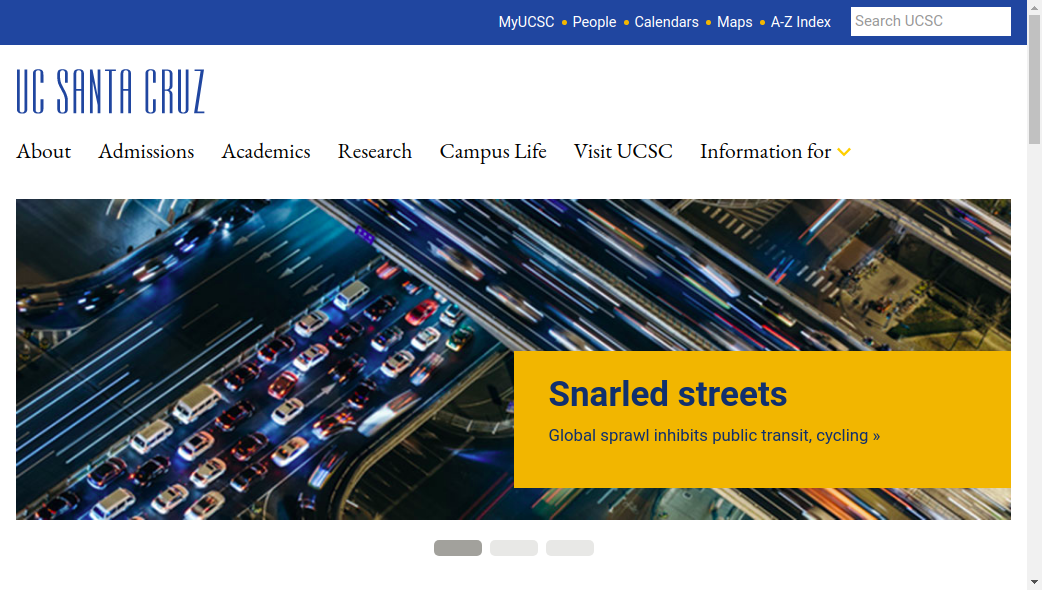 MyUCSC People Calendars Maps A-Z Index Search UCSC
UC SANTA CRUZ
About Admissions Academics Research Campus Life Visit UCSC Information for
Snarled streets
Global sprawl inhibits public transit, cycling »